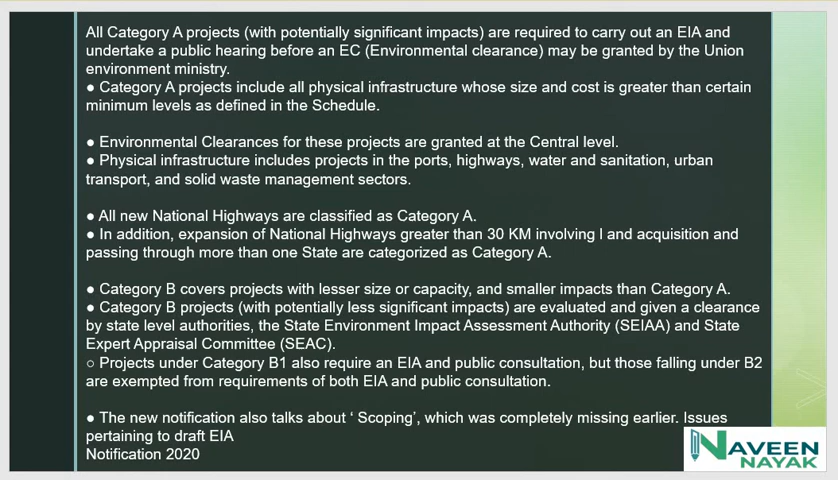 All Category A projects (with potentially significant impacts) are required to carry out an EIA and
undertake a public hearing before an EC (Environmental clearance) may be granted by the Union
environment ministry.
● Category A projects include all physical infrastructure whose size and cost is greater than certain
minimum levels as defined in the Schedule.
● Environmental Clearances for these projects are granted at the Central level.
● Physical infrastructure includes projects in the ports, highways, water and sanitation, urban
transport, and solid waste management sectors.
● All new National Highways are classified as Category A.
● In addition, expansion of National Highways greater than 30 KM involving l and acquisition and
passing through more than one State are categorized as Category A.
● Category B covers projects with lesser size or capacity, and smaller impacts than Category A.
● Category B projects (with potentially less significant impacts) are evaluated and given a clearance
by state level authorities, the State Environment Impact Assessment Authority (SEIAA) and State
Expert Appraisal Committee (SEAC).
○ Projects under Category B1 also require an EIA and public consultation, but those falling under B2
are exempted from requirements of both EIA and public consultation.
● The new notification also talks about ‘ Scoping’, which was completely missing earlier. Issues
pertaining to draft EIA
Notification 2020
NAVEEN
NAYAK